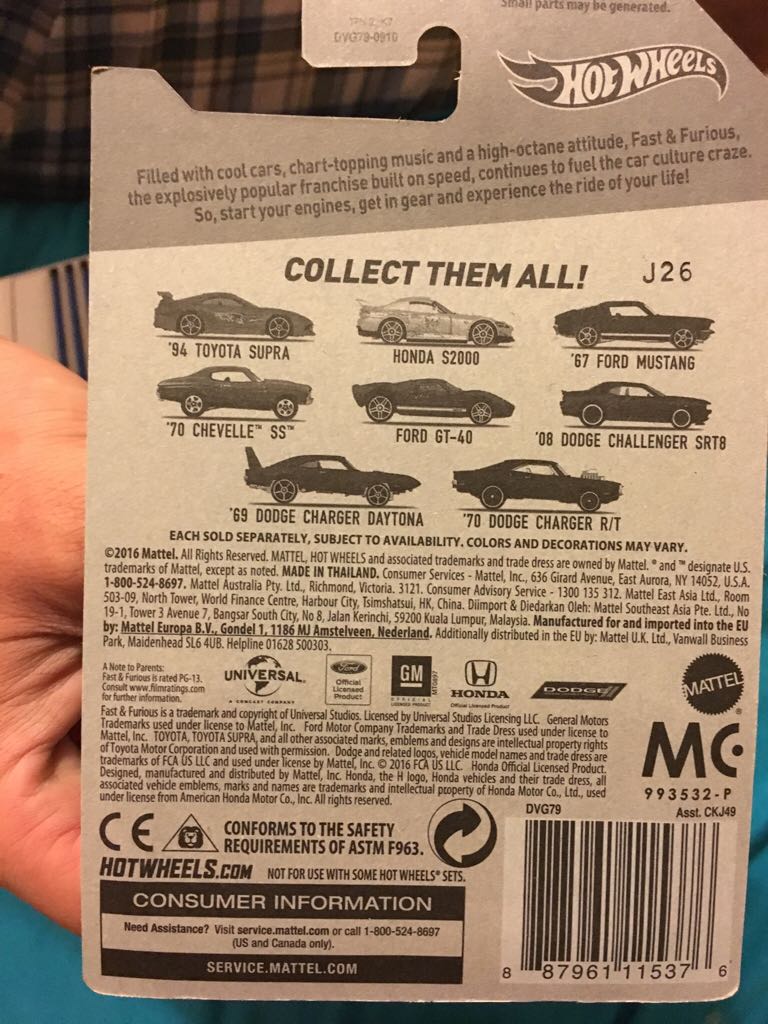 Small parts may be generated.
DVG79-0910
HOT WHEELS
Filled with cool cars, chart-topping music and a high-octane attitude, Fast & Furious,
the explosively popular franchise built on speed, continues to fuel the car culture craze.
So, start your engines, get in gear and experience the ride of your life!
COLLECT THEM ALL! J26
'94 TOYOTA SUPRA HONDA S2000 '67 FORD MUSTANG
'70 CHEVELLE™ SS™ FORD GT-40 '08 DODGE CHALLENGER SRT8
'69 DODGE CHARGER DAYTONA '70 DODGE CHARGER R/T
EACH SOLD SEPARATELY, SUBJECT TO AVAILABILITY. COLORS AND DECORATIONS MAY VARY.
©2016 Mattel. All Rights Reserved. MATTEL, HOT WHEELS and associated trademarks and trade dress are owned by Mattel. ® and ™ designate U.S.
trademarks of Mattel, except as noted. MADE IN THAILAND. Consumer Services - Mattel, Inc., 636 Girard Avenue, East Aurora, NY 14052, U.S.A.
1-800-524-8697. Mattel Australia Pty. Ltd., Richmond, Victoria. 3121. Consumer Advisory Service - 1300 135 312. Mattel East Asia Ltd., Room
503-09, North Tower, World Finance Centre, Harbour City, Tsimshatsui, HK, China. Diimport & Diedarkan Oleh: Mattel Southeast Asia Pte. Ltd., No
19-1, Tower 3 Avenue 7, Bangsar South City, No 8, Jalan Kerinchi, 59200 Kuala Lumpur, Malaysia. Manufactured for and imported into the EU
by: Mattel Europa B.V., Gondel 1, 1186 MJ Amstelveen, Nederland. Additionally distributed in the EU by: Mattel U.K. Ltd., Vanwall Business
Park, Maidenhead SL6 4UB. Helpline 01628 500303.
A Note to Parents:
Fast & Furious is rated PG-13.
Consult www.filmratings.com
for further information.
UNIVERSAL
A COMCAST COMPANY
Ford
Official
Licensed
Product
GM
OFFICIAL
LICENSED PRODUCT
HONDA
Official Licensed Product
DODGE
MATTEL
Fast & Furious is a trademark and copyright of Universal Studios. Licensed by Universal Studios Licensing LLC. General Motors
Trademarks used under license to Mattel, Inc. Ford Motor Company Trademarks and Trade Dress used under license to
Mattel, Inc. TOYOTA, TOYOTA SUPRA, and all other associated marks, emblems and designs are intellectual property rights
of Toyota Motor Corporation and used with permission. Dodge and related logos, vehicle model names and trade dress are
trademarks of FCA US LLC and used under license by Mattel, Inc. © 2016 FCA US LLC. Honda Official Licensed Product.
Designed, manufactured and distributed by Mattel, Inc. Honda, the H logo, Honda vehicles and their trade dress, all
associated vehicle emblems, marks and names are trademarks and intellectual property of Honda Motor Co., Ltd., used
under license from American Honda Motor Co., Inc. All rights reserved.
MC
993532-P
DVG79 Asst. CKJ49
CE
CONFORMS TO THE SAFETY
REQUIREMENTS OF ASTM F963.
HOTWHEELS.COM NOT FOR USE WITH SOME HOT WHEELS® SETS.
CONSUMER INFORMATION
Need Assistance? Visit service.mattel.com or call 1-800-524-8697
(US and Canada only).
SERVICE.MATTEL.COM
8 87961 11537 6